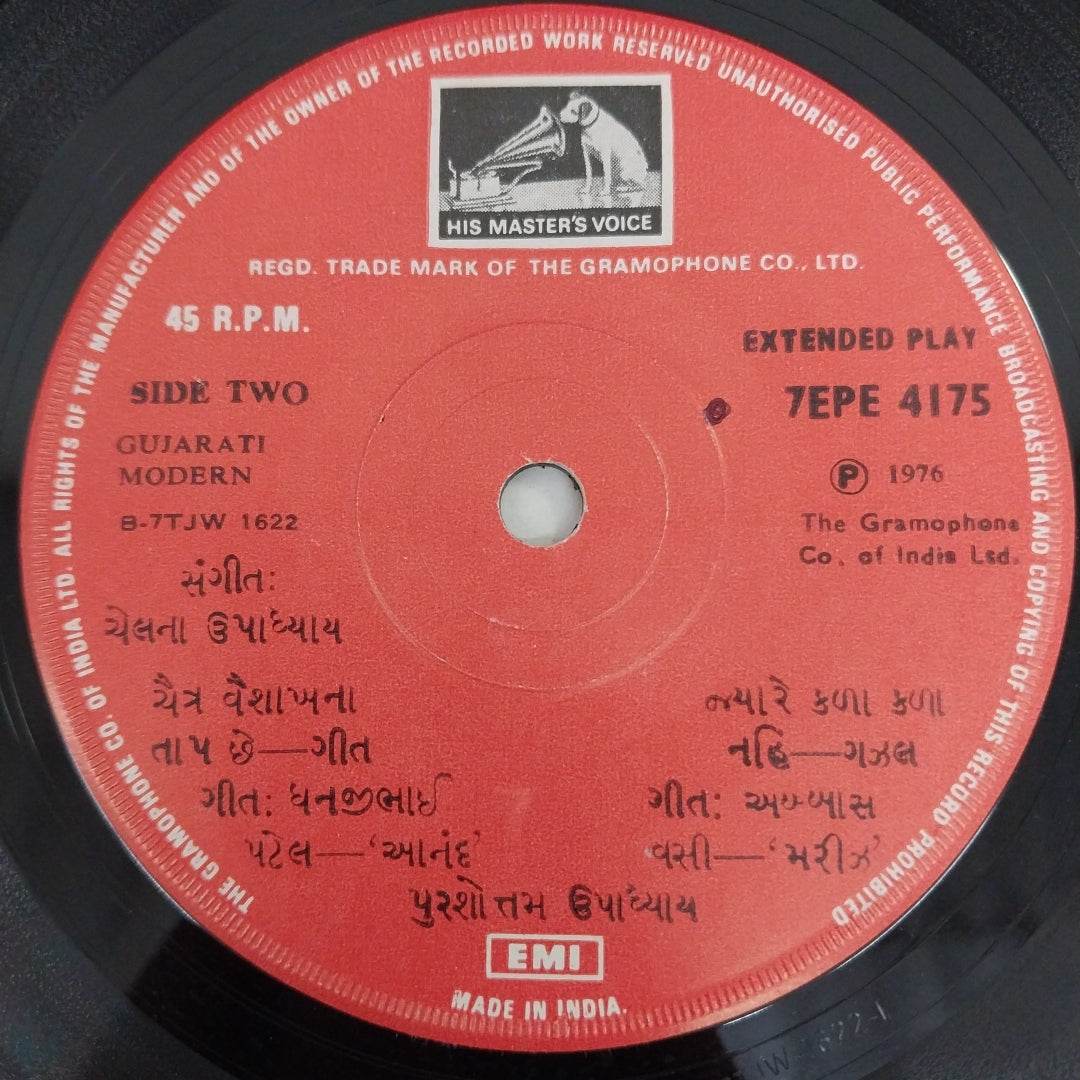 THE GRAMOPHONE CO. OF INDIA LTD. ALL RIGHTS OF THE MANUFACTURER AND OF THE OWNER OF THE RECORDED WORK RESERVED UNAUTHORISED PUBLIC PERFORMANCE BROADCASTING AND COPYING OF THIS RECORD PROHIBITED
HIS MASTER'S VOICE
REGD. TRADE MARK OF THE GRAMOPHONE CO., LTD.
45 R.P.M.
EXTENDED PLAY
SIDE TWO
7EPE 4175
GUJARATI
MODERN
Ⓟ 1976
B-7TJW 1622
The Gramophone
Co. of India Ltd.
સંગીત:
ચેલના ઉપાધ્યાય
ચૈત્ર વૈશાખના
તાપ છે—ગીત
ગીત: ધનજીભાઈ
પટેલ—'આનંદ'
જ્યારે કળા કળા
નહિ—ગઝલ
ગીત: અબ્બાસ
વસી—'મરીઝ'
પુરશોત્તમ ઉપાધ્યાય
EMI
MADE IN INDIA.